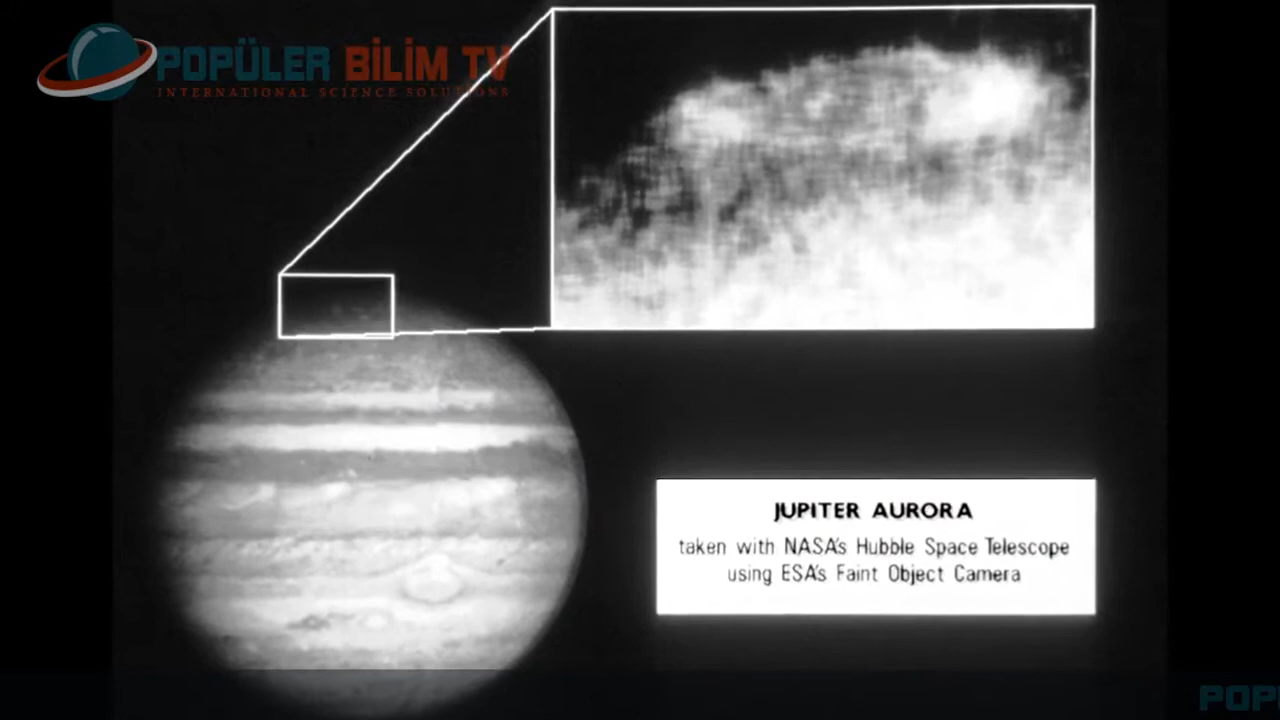 POPÜLER BİLİM TV
INTERNATIONAL SCIENCE SOLUTIONS
JUPITER AURORA
taken with NASA's Hubble Space Telescope
using ESA's Faint Object Camera
POP